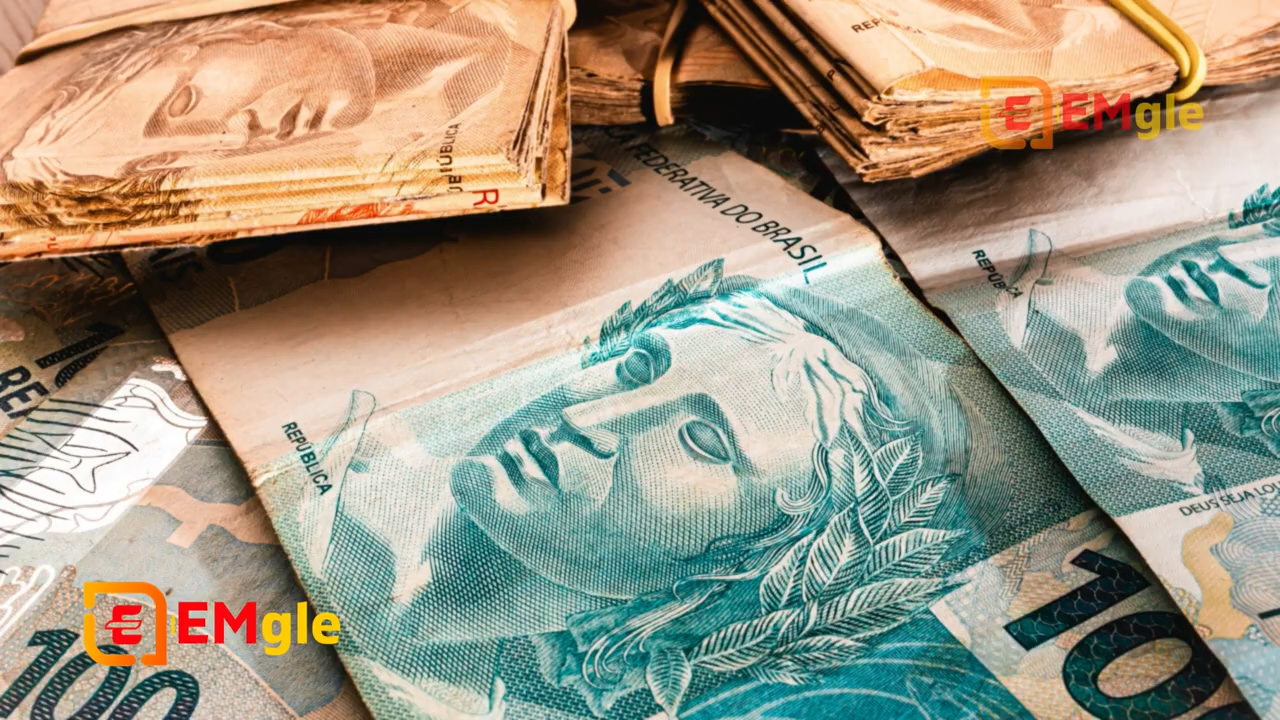 REPÚBLICA
R
EMgle
FEDERATIVA DO BRASIL
REPÚBLICA
REPÚBLICA
DEUS SEJA LOU
EMgle
100
10